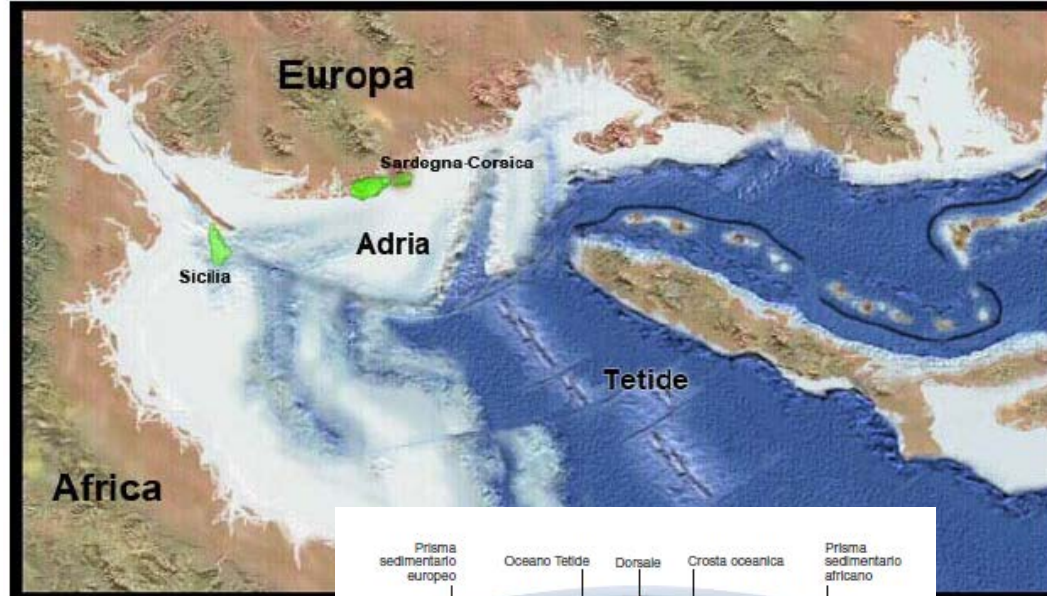 Europa
Sardegna-Corsica
Adria
Sicilia
Tetide
Africa
Prisma
sedimentario
europeo
Oceano Tetide
Dorsale
Crosta oceanica
Prisma
sedimentario
africano